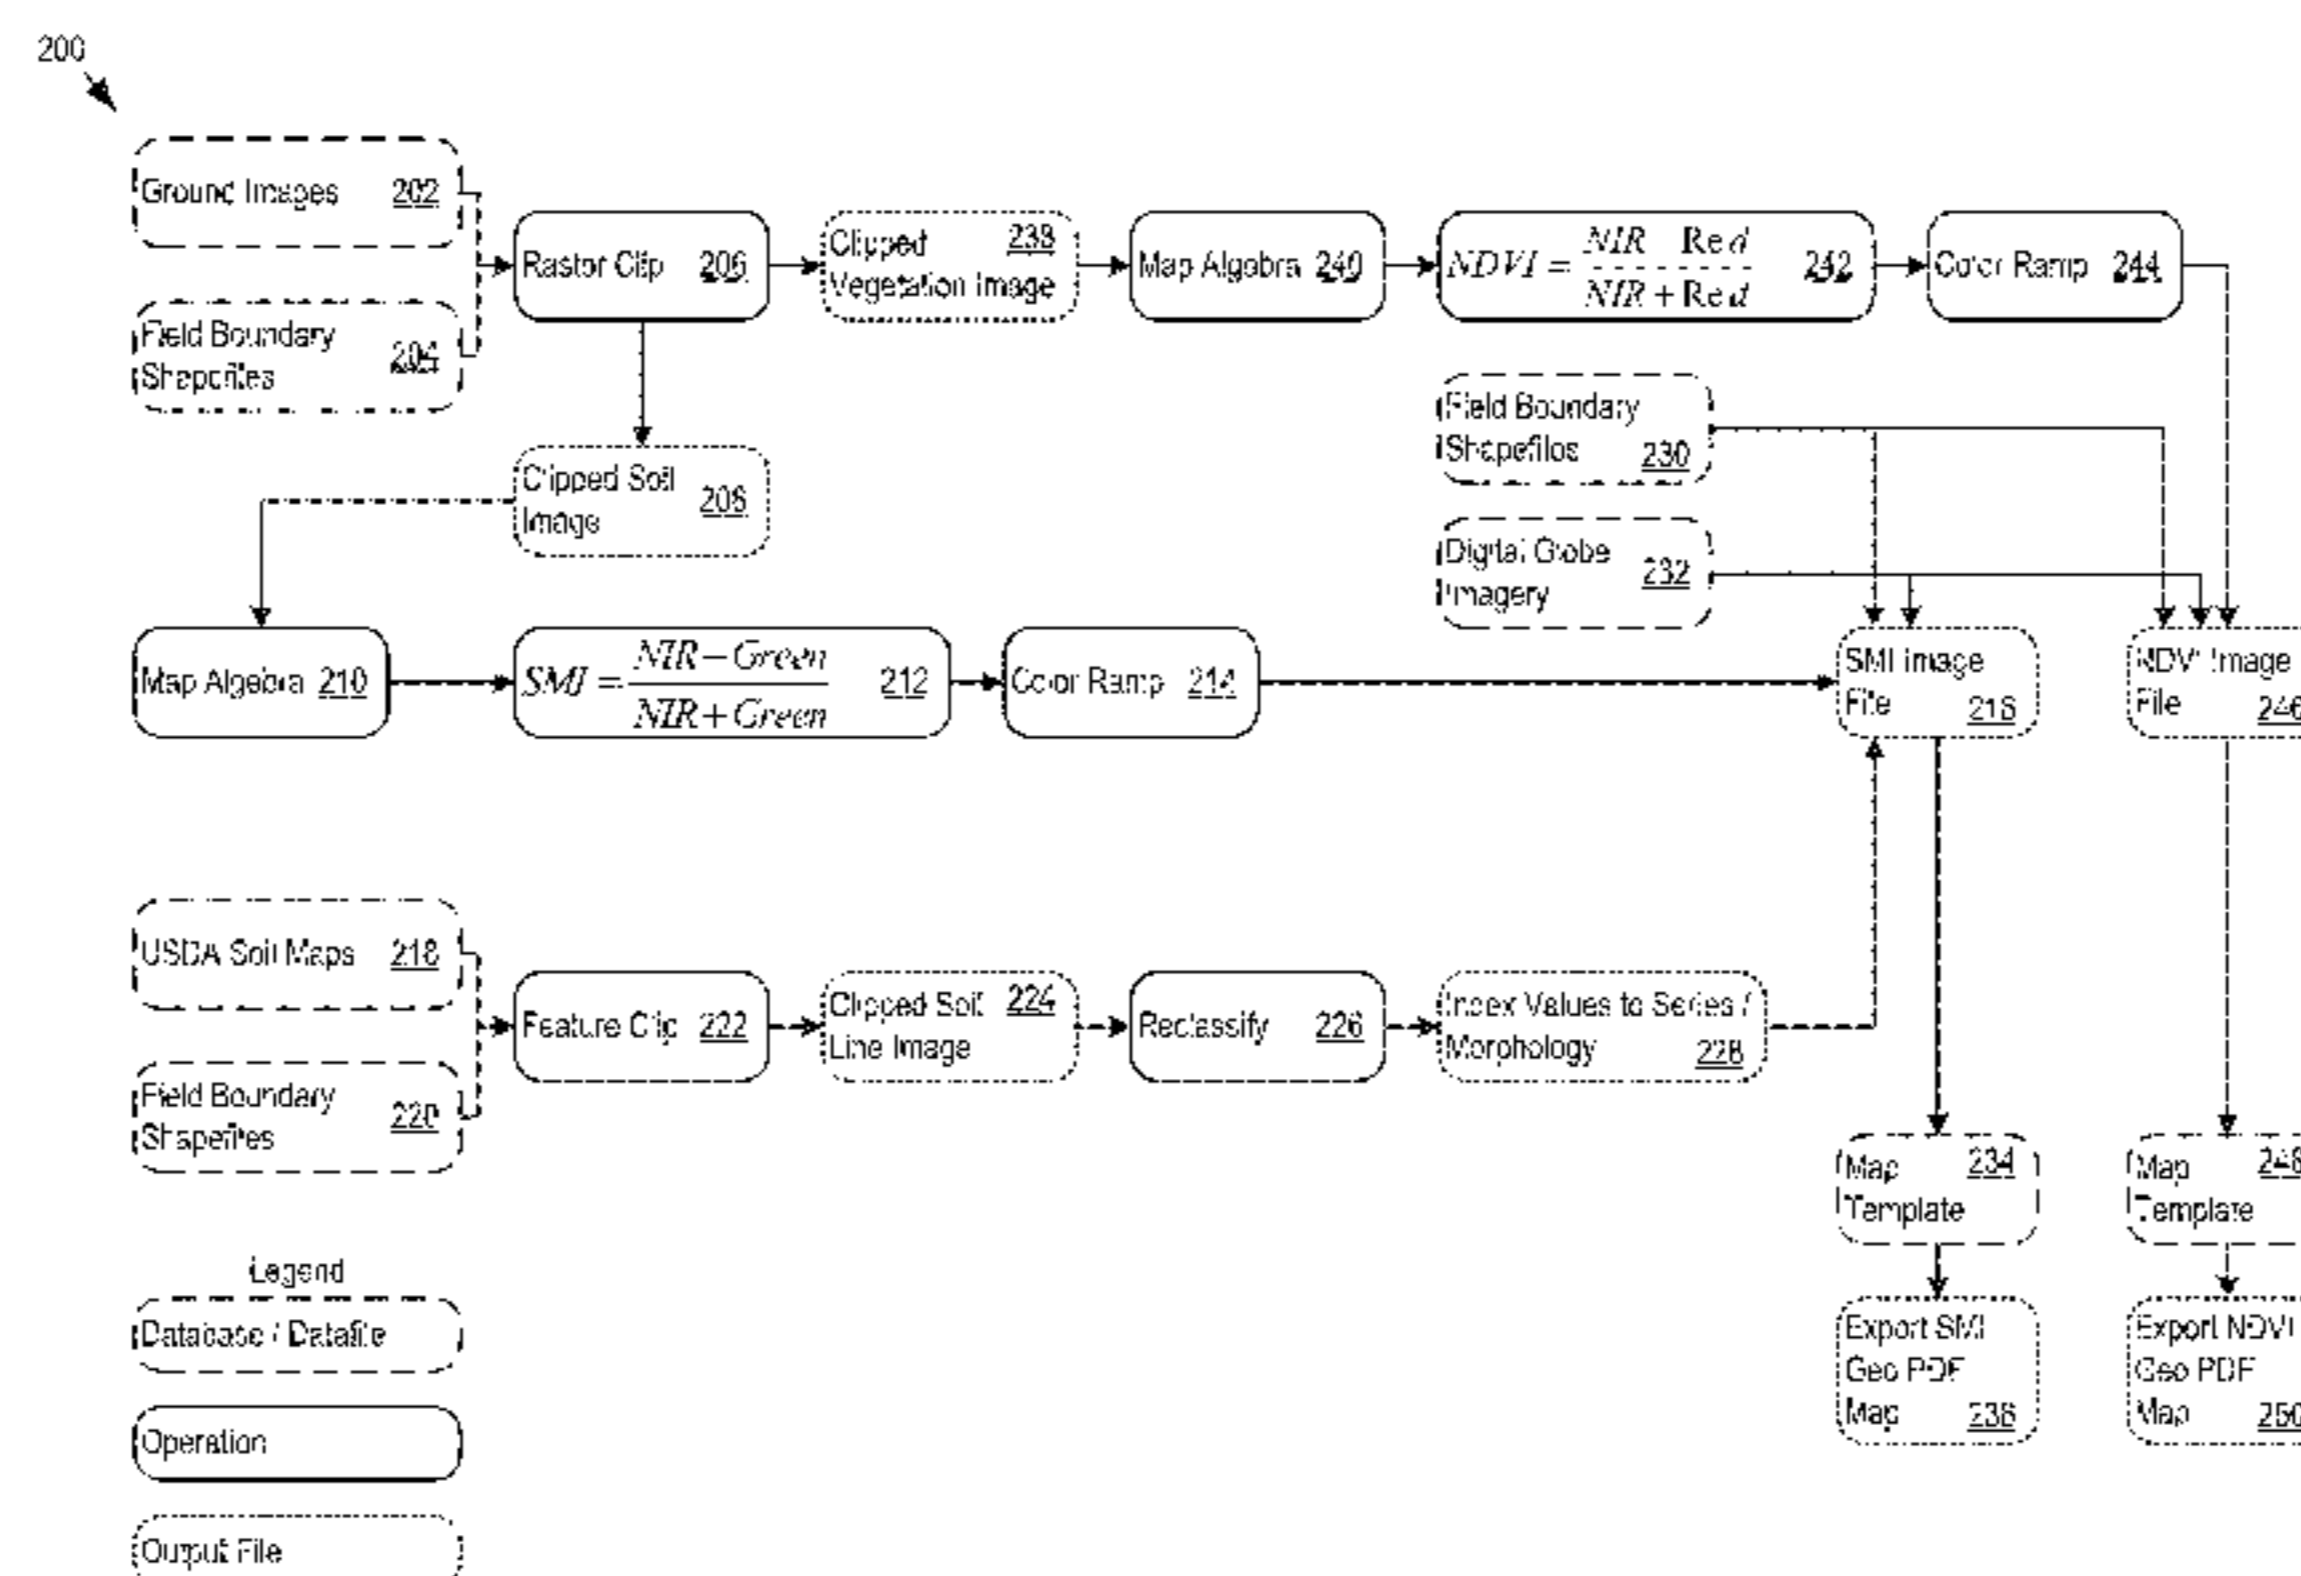 200
Ground Images 202
Field Boundary
Shapefiles 204
Raster Clip 206
Clipped 238
Vegetation Image
Map Algebra 240
NDVI = NIR Red / NIR + Red 242
Color Ramp 244
Field Boundary
Shapefiles 230
Clipped Soil
Image 208
Digital Globe
Imagery 232
Map Algebra 210
SMI = NIR - Green / NIR + Green 212
Color Ramp 214
SMI Image
File 216
NDVI Image
File 246
USDA Soil Maps 218
Field Boundary
Shapefiles 220
Feature Clip 222
Clipped Soil 224
Line Image
Reclassify 226
Index Values to Series /
Morphology 228
Map 234
Template
Map 248
Template
Export SMI
Geo PDF
Map 236
Export NDVI
Geo PDF
Map 250
Legend
Database / Datafile
Operation
Output File